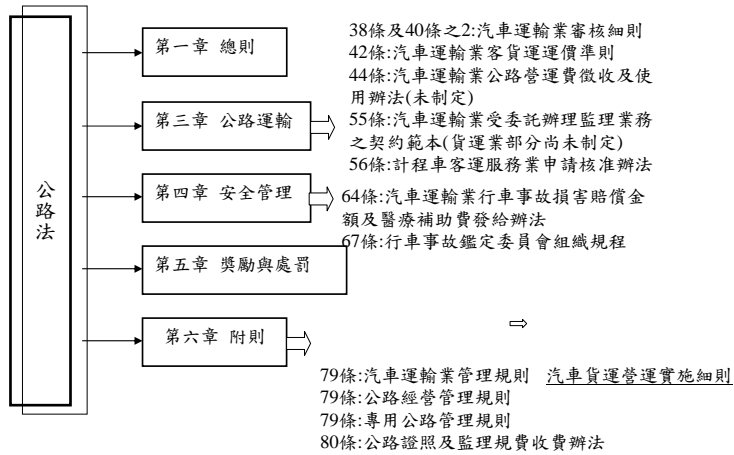 公路法
第一章 總則
第三章 公路運輸
38條及40條之2:汽車運輸業審核細則
42條:汽車運輸業客貨運運價準則
44條:汽車運輸業公路營運費徵收及使
用辦法(未制定)
55條:汽車運輸業受委託辦理監理業務
之契約範本(貨運業部分尚未制定)
56條:計程車客運服務業申請核准辦法
第四章 安全管理
64條:汽車運輸業行車事故損害賠償金
額及醫療補助費發給辦法
67條:行車事故鑑定委員會組織規程
第五章 獎勵與處罰
第六章 附則
79條:汽車運輸業管理規則 汽車貨運營運實施細則
79條:公路經營管理規則
79條:專用公路管理規則
80條:公路證照及監理規費收費辦法